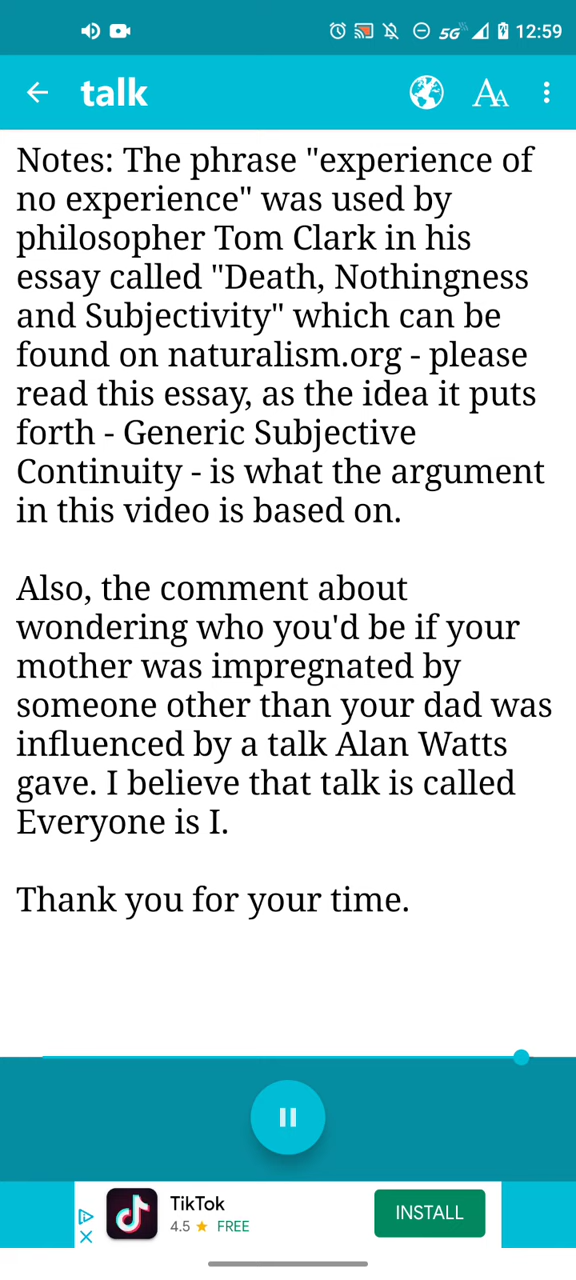 5G 12:59
talk
Notes: The phrase "experience of
no experience" was used by
philosopher Tom Clark in his
essay called "Death, Nothingness
and Subjectivity" which can be
found on naturalism.org - please
read this essay, as the idea it puts
forth - Generic Subjective
Continuity - is what the argument
in this video is based on.
Also, the comment about
wondering who you'd be if your
mother was impregnated by
someone other than your dad was
influenced by a talk Alan Watts
gave. I believe that talk is called
Everyone is I.
Thank you for your time.
TikTok
4.5 ★ FREE
INSTALL